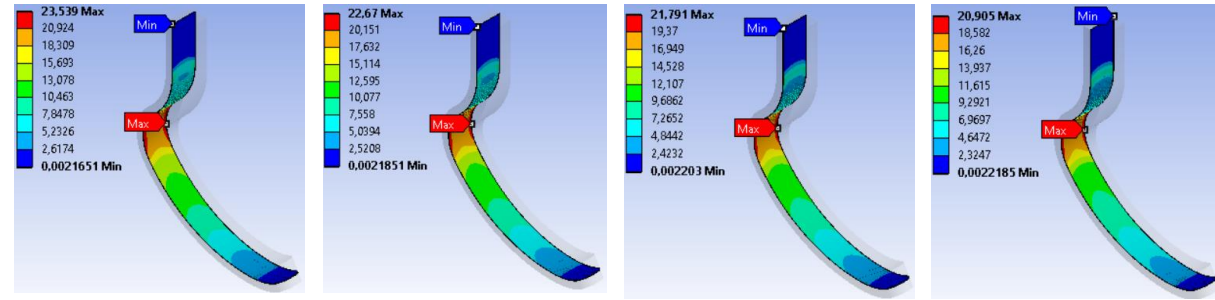 23,539 Max
20,924
18,309
15,693
13,078
10,463
7,8478
5,2326
2,6174
0,0021651 Min
Min
Max
22,67 Max
20,151
17,632
15,114
12,595
10,077
7,558
5,0394
2,5208
0,0021851 Min
Min
Max
21,791 Max
19,37
16,949
14,528
12,107
9,6862
7,2652
4,8442
2,4232
0,002203 Min
Min
Max
20,905 Max
18,582
16,26
13,937
11,615
9,2921
6,9697
4,6472
2,3247
0,0022185 Min
Min
Max